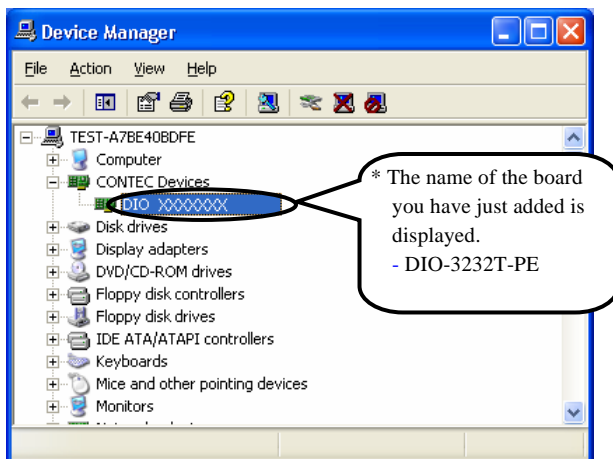 Device Manager
File Action View Help
TEST-A7BE40BDFE
Computer
CONTEC Devices
DIO XXXXXXX
Disk drives
Display adapters
DVD/CD-ROM drives
Floppy disk controllers
Floppy disk drives
IDE ATA/ATAPI controllers
Keyboards
Mice and other pointing devices
Monitors
* The name of the board
you have just added is
displayed.
- DIO-3232T-PE